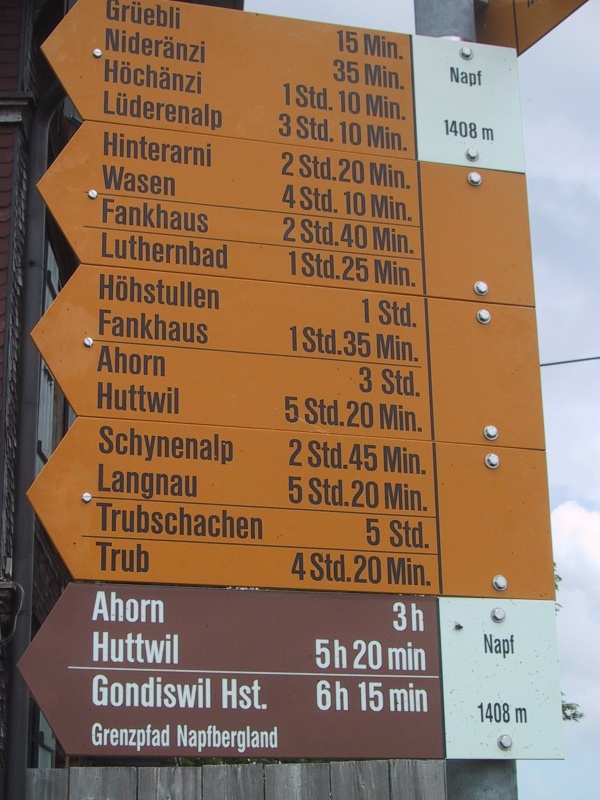 Grüebli 15 Min.
Nideränzi 35 Min.
Höchänzi 1 Std. 10 Min.
Lüderenalp 3 Std. 10 Min.
Napf
1408 m
Hinterarni 2 Std.20 Min.
Wasen 4 Std. 10 Min.
Fankhaus 2 Std.40 Min.
Luthernbad 1 Std.25 Min.
Höhstullen 1 Std.
Fankhaus 1 Std.35 Min.
Ahorn 3 Std.
Huttwil 5 Std.20 Min.
Schynenalp 2 Std.45 Min.
Langnau 5 Std.20 Min.
Trubschachen 5 Std.
Trub 4 Std.20 Min.
Ahorn 3 h
Huttwil 5 h 20 min
Gondiswil Hst. 6 h 15 min
Grenzpfad Napfbergland
Napf
1408 m